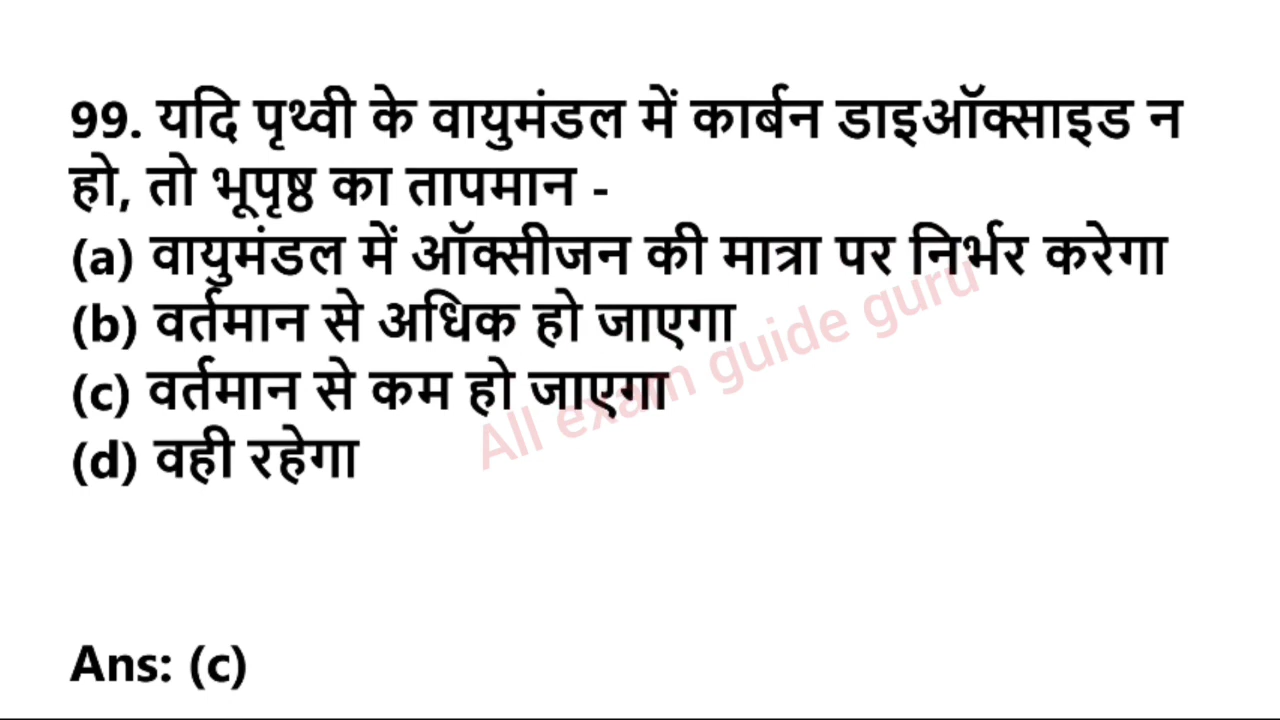 99. यदि पृथ्वी के वायुमंडल में कार्बन डाइऑक्साइड न
हो, तो भूपृष्ठ का तापमान -
(a) वायुमंडल में ऑक्सीजन की मात्रा पर निर्भर करेगा
(b) वर्तमान से अधिक हो जाएगा
(c) वर्तमान से कम हो जाएगा
(d) वही रहेगा
All exam guide guru
Ans: (c)